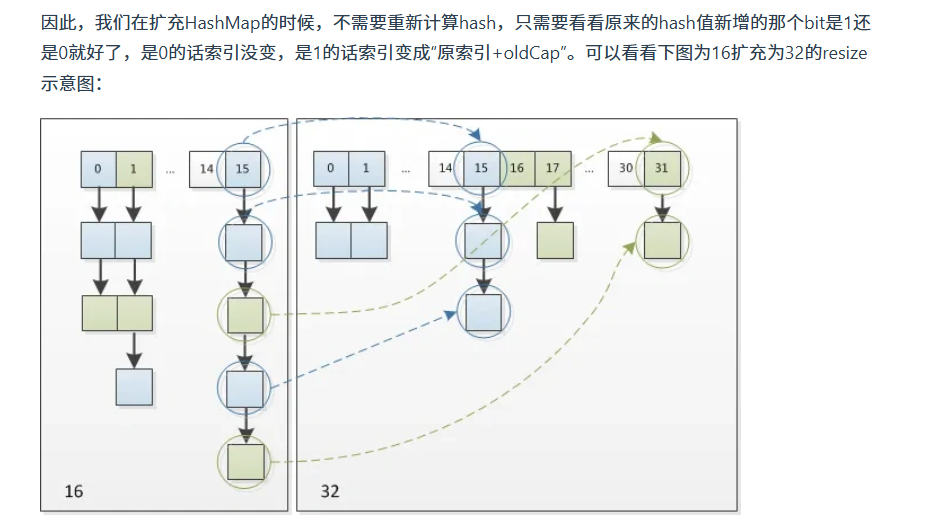 因此，我们在扩充HashMap的时候，不需要重新计算hash，只需要看看原来的hash值新增的那个bit是1还
是0就好了，是0的话索引没变，是1的话索引变成“原索引+oldCap”。可以看看下图为16扩充为32的resize
示意图：
0 1 ... 14 15
0 1 ... 14 15 16 17 ... 30 31
16
32